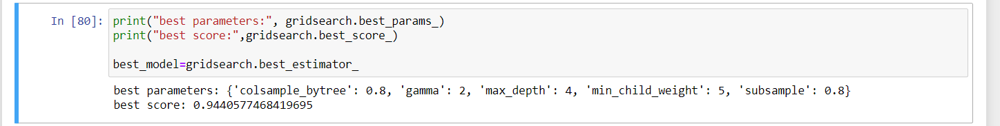 In [80]: print("best parameters:", gridsearch.best_params_)
print("best score:",gridsearch.best_score_)
best_model=gridsearch.best_estimator_
best parameters: {'colsample_bytree': 0.8, 'gamma': 2, 'max_depth': 4, 'min_child_weight': 5, 'subsample': 0.8}
best score: 0.9440577468419695